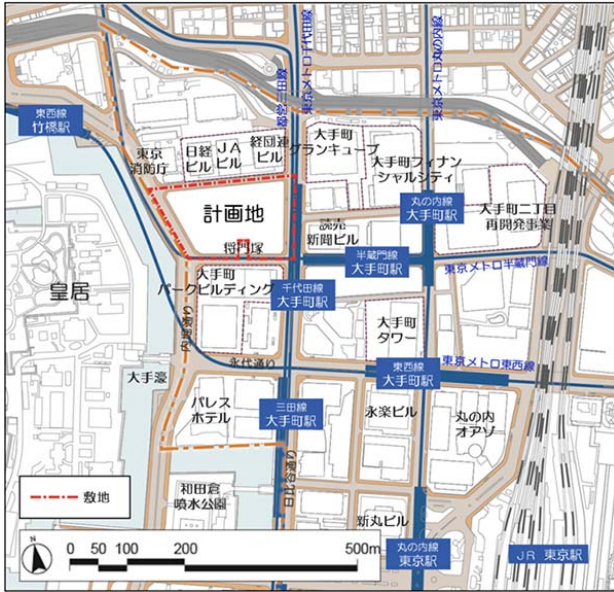 都営三田線
東京メトロ千代田線
東京メトロ丸の内線
東西線
竹橋駅
東京
消防庁
日経
ビル
JA
ビル
経団連
ビル
大手町
グランキューブ
大手町フィナン
シャルシティ
計画地
将門塚
読売
新聞ビル
丸の内線
大手町駅
大手町二丁目
再開発事業
半蔵門線
大手町駅
東京メトロ半蔵門線
皇居
大手町
パークビルディング
千代田線
大手町駅
内堀通り
大手町
タワー
永代通り
東西線
大手町駅
東京メトロ東西線
大手濠
パレス
ホテル
三田線
大手町駅
永楽ビル
丸の内
オアゾ
日比谷通り
和田倉
噴水公園
新丸ビル
丸の内線
東京駅
JR 東京駅
敷地
N
0 50 100 200 500m